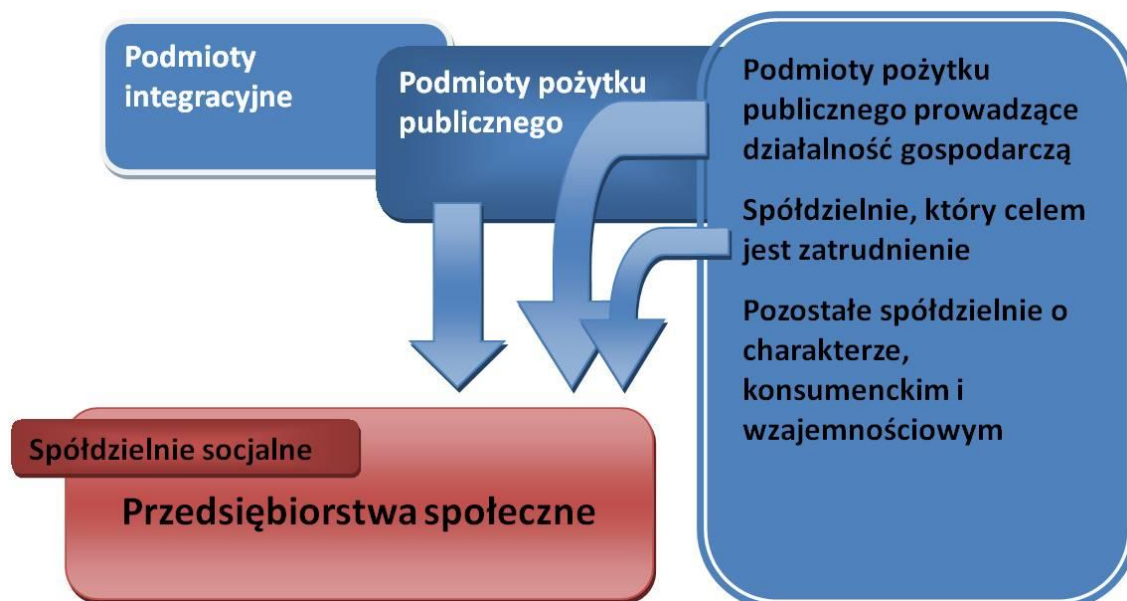 Podmioty
integracyjne
Podmioty pożytku
publicznego
Podmioty pożytku
publicznego prowadzące
działalność gospodarczą
Spółdzielnie, który celem
jest zatrudnienie
Pozostałe spółdzielnie o
charakterze,
konsumenckim i
wzajemnościowym
Spółdzielnie socjalne
Przedsiębiorstwa społeczne